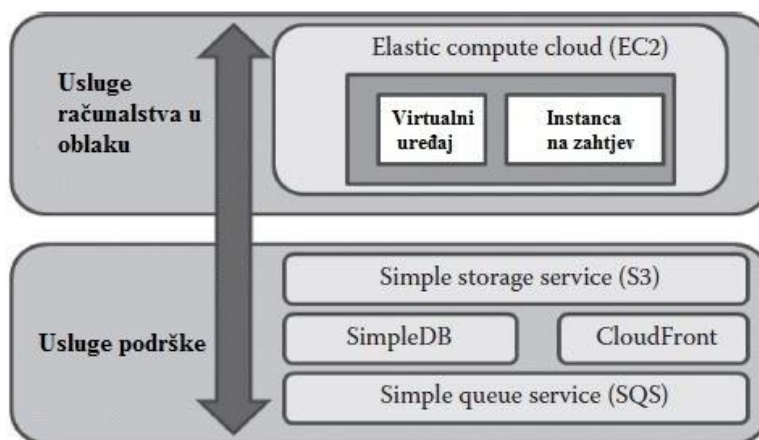 Usluge
računalstva u
oblaku
Elastic compute cloud (EC2)
Virtualni
uređaj
Instanca
na zahtjev
Usluge podrške
Simple storage service (S3)
SimpleDB
CloudFront
Simple queue service (SQS)